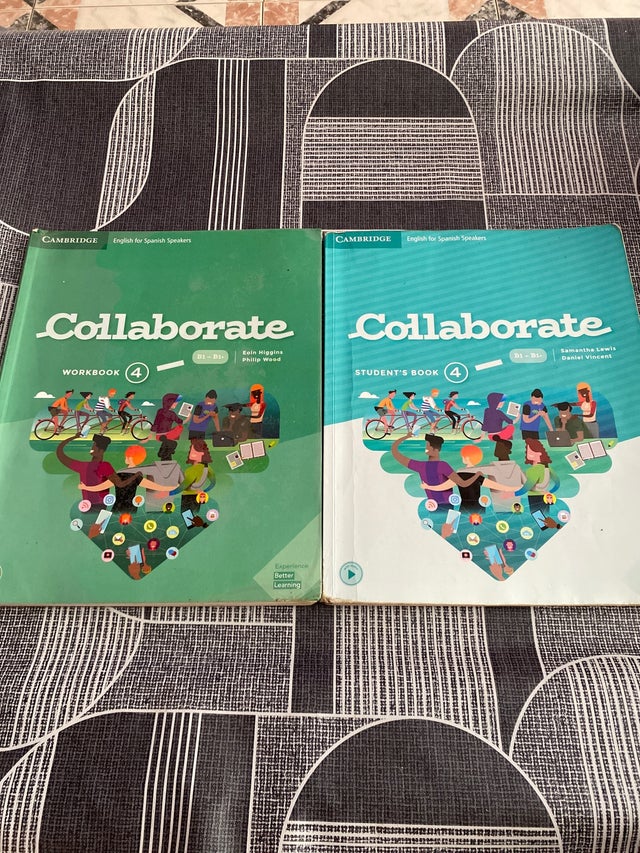 CAMBRIDGE English for Spanish Speakers
Collaborate
WORKBOOK 4
B1 – B1+
Eoin Higgins
Philip Wood
Experience
Better
Learning
CAMBRIDGE English for Spanish Speakers
Collaborate
STUDENT'S BOOK 4
B1 – B1+
Samantha Lewis
Daniel Vincent